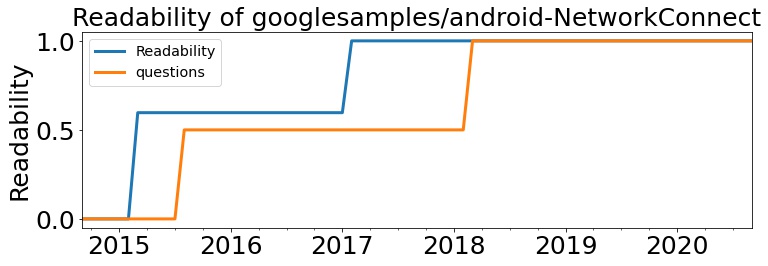 Readability of googlesamples/android-NetworkConnect
Readability
questions
Readability
1.0
0.5
0.0
2015 2016 2017 2018 2019 2020